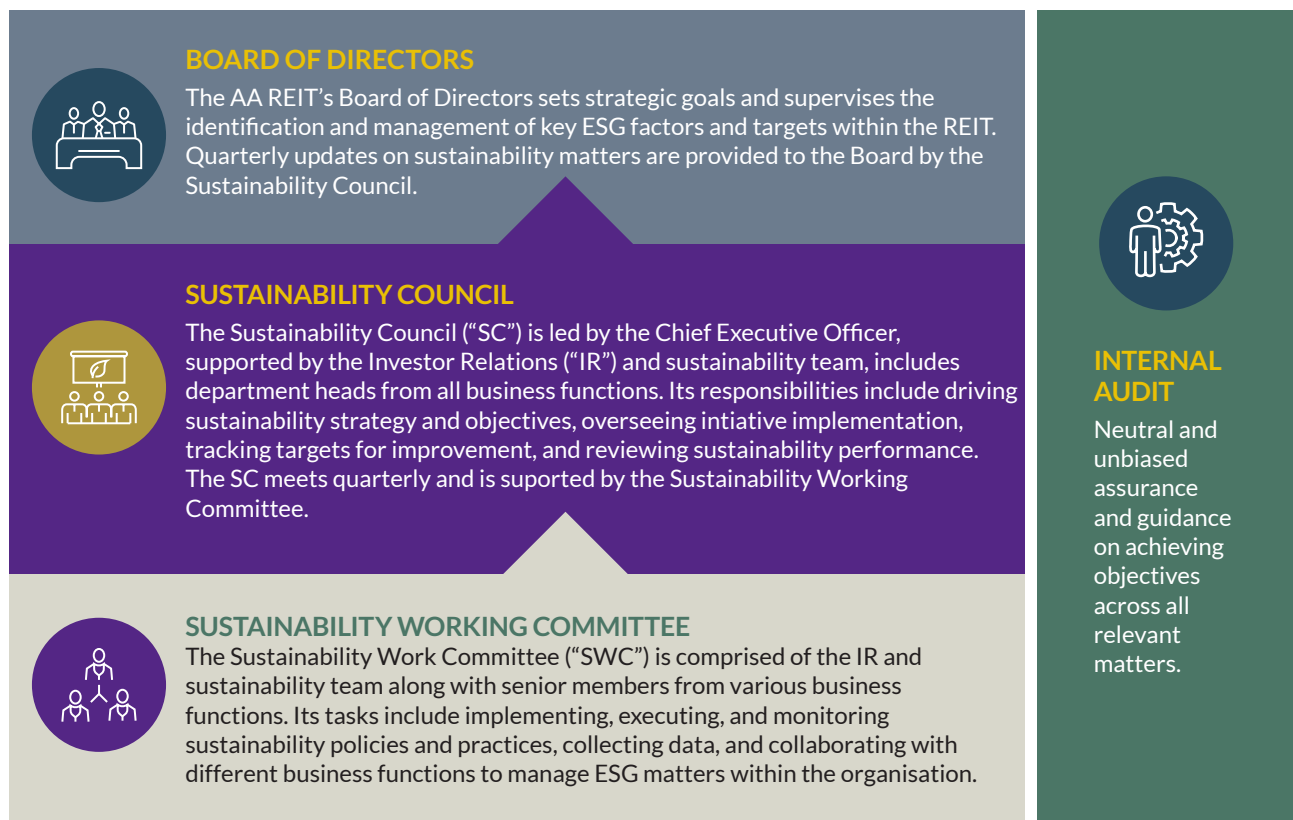 BOARD OF DIRECTORS
The AA REIT's Board of Directors sets strategic goals and supervises the
identification and management of key ESG factors and targets within the REIT.
Quarterly updates on sustainability matters are provided to the Board by the
Sustainability Council.
SUSTAINABILITY COUNCIL
The Sustainability Council (“SC”) is led by the Chief Executive Officer,
supported by the Investor Relations (“IR”) and sustainability team, includes
department heads from all business functions. Its responsibilities include driving
sustainability strategy and objectives, overseeing intiative implementation,
tracking targets for improvement, and reviewing sustainability performance.
The SC meets quarterly and is suported by the Sustainability Working
Committee.
SUSTAINABILITY WORKING COMMITTEE
The Sustainability Work Committee (“SWC”) is comprised of the IR and
sustainability team along with senior members from various business
functions. Its tasks include implementing, executing, and monitoring
sustainability policies and practices, collecting data, and collaborating with
different business functions to manage ESG matters within the organisation.
INTERNAL
AUDIT
Neutral and
unbiased
assurance
and guidance
on achieving
objectives
across all
relevant
matters.